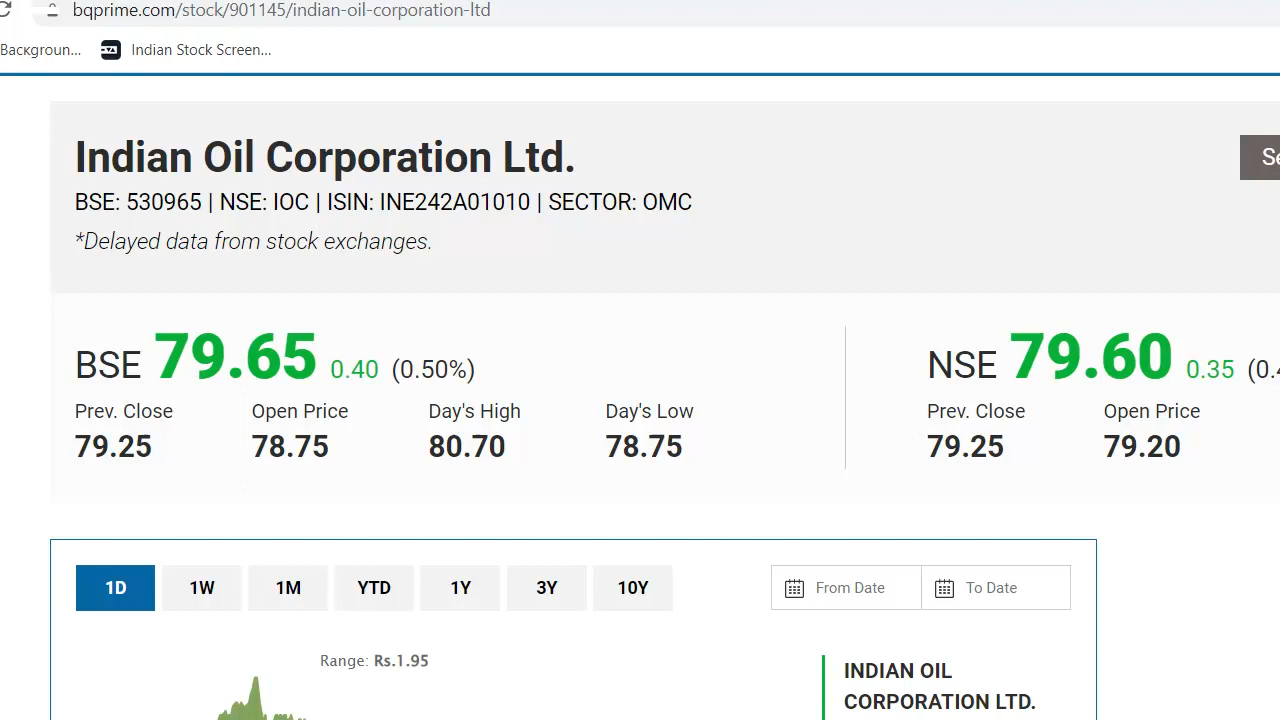 bqprime.com/stock/901145/indian-oil-corporation-ltd
Backgroun... Indian Stock Screen...
Indian Oil Corporation Ltd.
BSE: 530965 | NSE: IOC | ISIN: INE242A01010 | SECTOR: OMC
*Delayed data from stock exchanges.
Se
BSE 79.65 0.40 (0.50%)
Prev. Close Open Price Day's High Day's Low
79.25 78.75 80.70 78.75
NSE 79.60 0.35 (0.4
Prev. Close Open Price
79.25 79.20
1D 1W 1M YTD 1Y 3Y 10Y
From Date To Date
Range: Rs.1.95
INDIAN OIL
CORPORATION LTD.